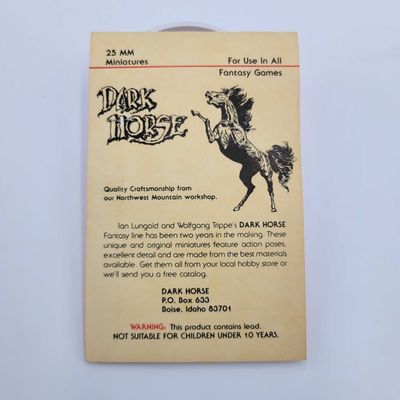 25 MM
Miniatures
For Use In All
Fantasy Games
DARK
HORSE
Quality Craftsmanship from
our Northwest Mountain workshop.
Ian Lungold and Wolfgang Trippe's DARK HORSE
Fantasy line has been two years in the making. These
unique and original miniatures feature action poses,
excellent detail and are made from the best materials
available. Get them all from your local hobby store or
we'll send you a free catalog.
DARK HORSE
P.O. Box 633
Boise, Idaho 83701
WARNING: This product contains lead.
NOT SUITABLE FOR CHILDREN UNDER 10 YEARS.